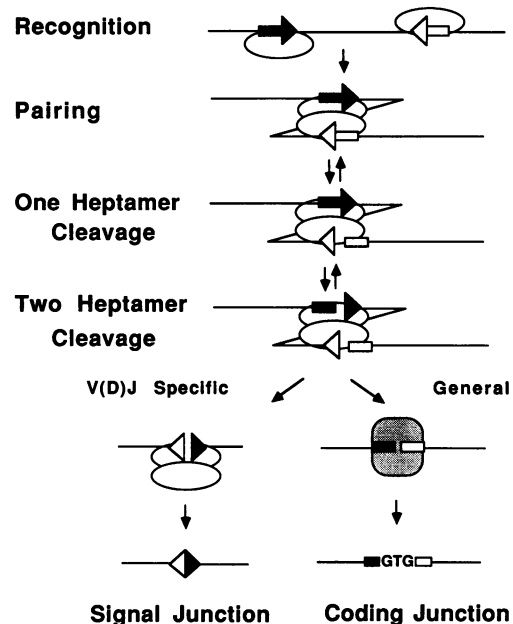 Recognition
Pairing
One Heptamer
Cleavage
Two Heptamer
Cleavage
V(D)J Specific
General
GTG
Signal Junction
Coding Junction